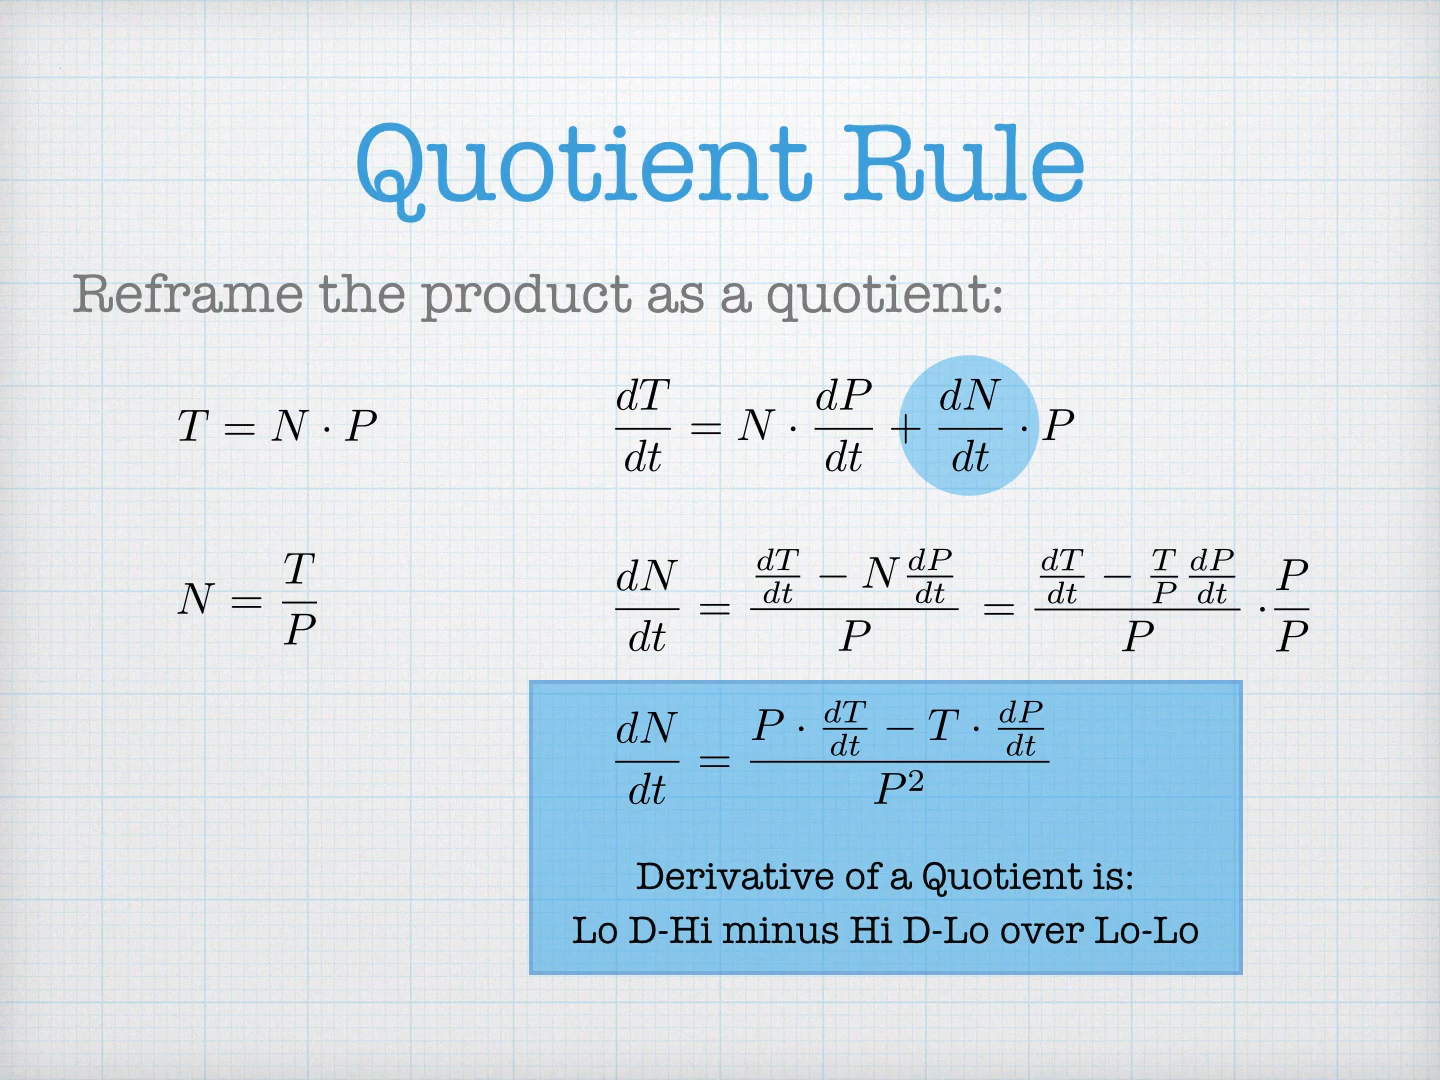 Quotient Rule
Reframe the product as a quotient:
T = N · P
dT/dt = N · dP/dt + dN/dt · P
N = T/P
dN/dt = (dT/dt − N dP/dt)/P = (dT/dt − T/P dP/dt)/P · P/P
dN/dt = (P · dT/dt − T · dP/dt)/P²
Derivative of a Quotient is:
Lo D-Hi minus Hi D-Lo over Lo-Lo